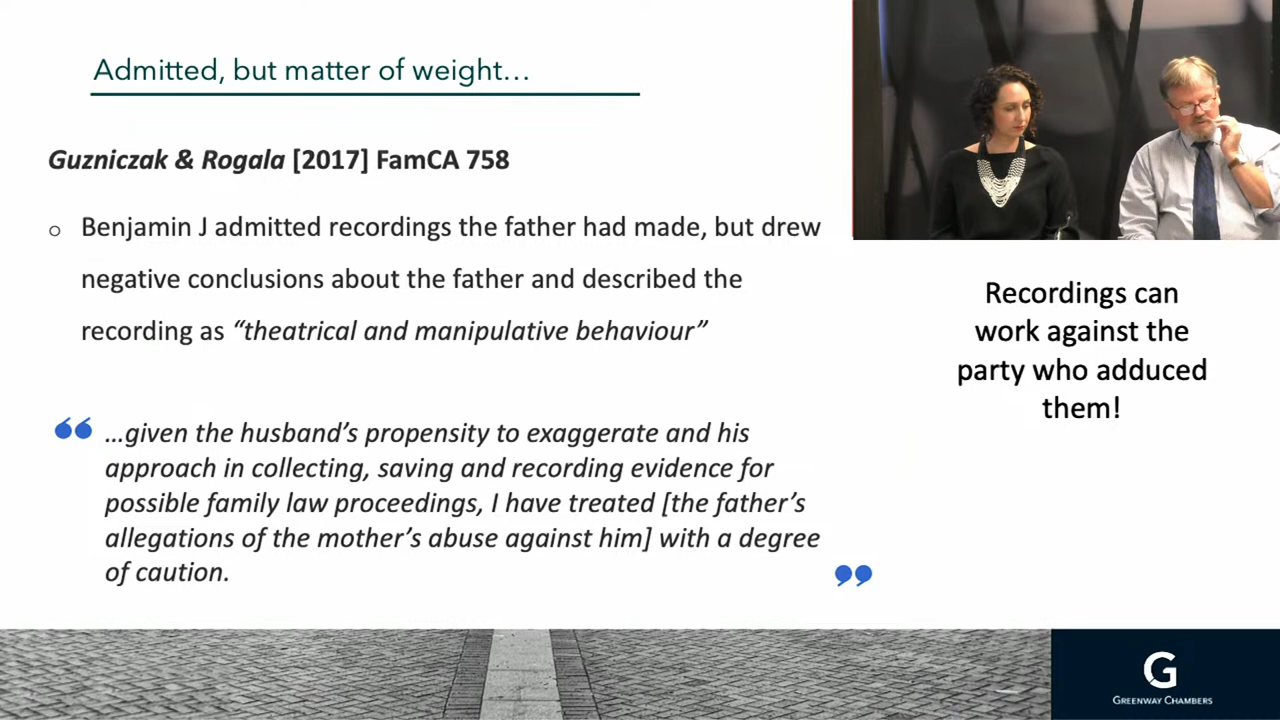 Admitted, but matter of weight…
Guzniczak & Rogala [2017] FamCA 758
o Benjamin J admitted recordings the father had made, but drew
negative conclusions about the father and described the
recording as “theatrical and manipulative behaviour”
“ …given the husband’s propensity to exaggerate and his
approach in collecting, saving and recording evidence for
possible family law proceedings, I have treated [the father’s
allegations of the mother’s abuse against him] with a degree
of caution. ”
Recordings can
work against the
party who adduced
them!
G
GREENWAY CHAMBERS